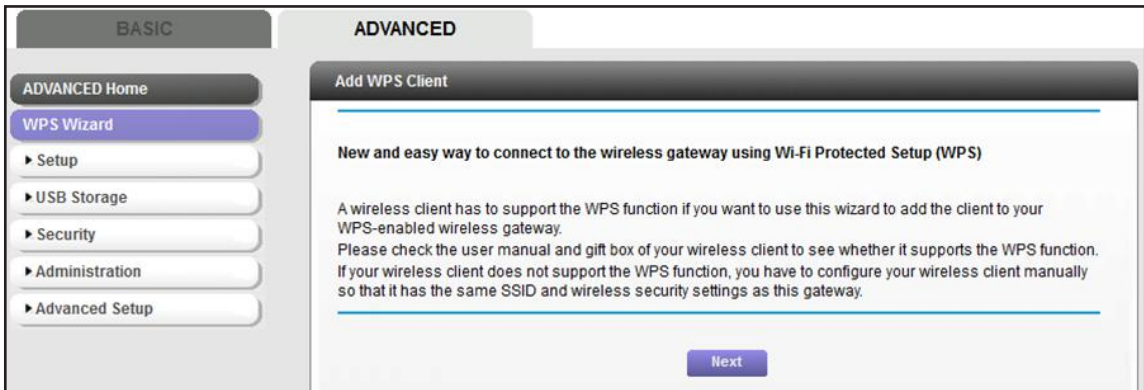 BASIC
ADVANCED
ADVANCED Home
WPS Wizard
Setup
USB Storage
Security
Administration
Advanced Setup
Add WPS Client
New and easy way to connect to the wireless gateway using Wi-Fi Protected Setup (WPS)
A wireless client has to support the WPS function if you want to use this wizard to add the client to your
WPS-enabled wireless gateway.
Please check the user manual and gift box of your wireless client to see whether it supports the WPS function.
If your wireless client does not support the WPS function, you have to configure your wireless client manually
so that it has the same SSID and wireless security settings as this gateway.
Next